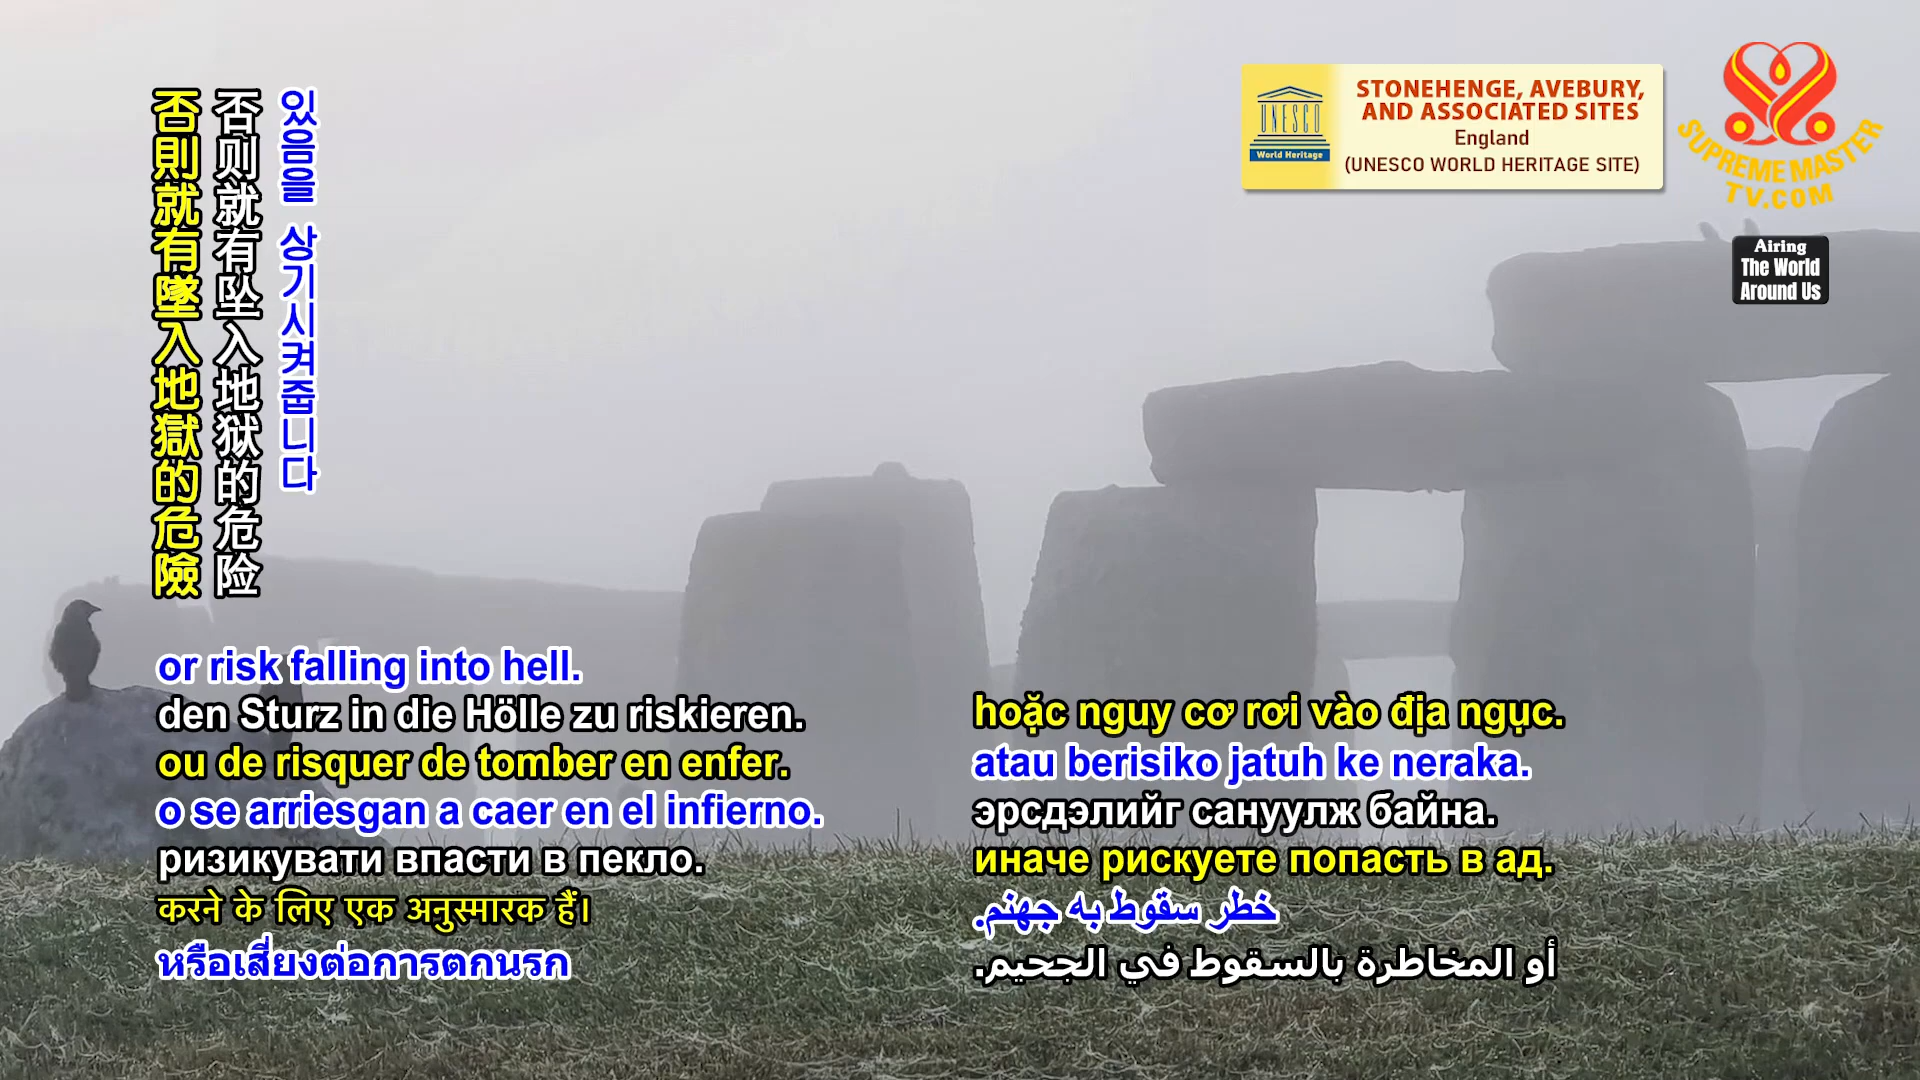 否則就有墜入地獄的危險
否则就有坠入地狱的危险
있음을 상기시켜줍니다
UNESCO
World Heritage
STONEHENGE, AVEBURY,
AND ASSOCIATED SITES
England
(UNESCO WORLD HERITAGE SITE)
SUPREME MASTER
TV.COM
Airing
The World
Around Us
or risk falling into hell.
den Sturz in die Hölle zu riskieren.
ou de risquer de tomber en enfer.
o se arriesgan a caer en el infierno.
ризикувати впасти в пекло.
करने के लिए एक अनुस्मारक हैं।
หรือเสี่ยงต่อการตกนรก
hoặc nguy cơ rơi vào địa ngục.
atau berisiko jatuh ke neraka.
эрсдэлийг сануулж байна.
иначе рискуете попасть в ад.
خطر سقوط به جهنم.
أو المخاطرة بالسقوط في الجحيم.